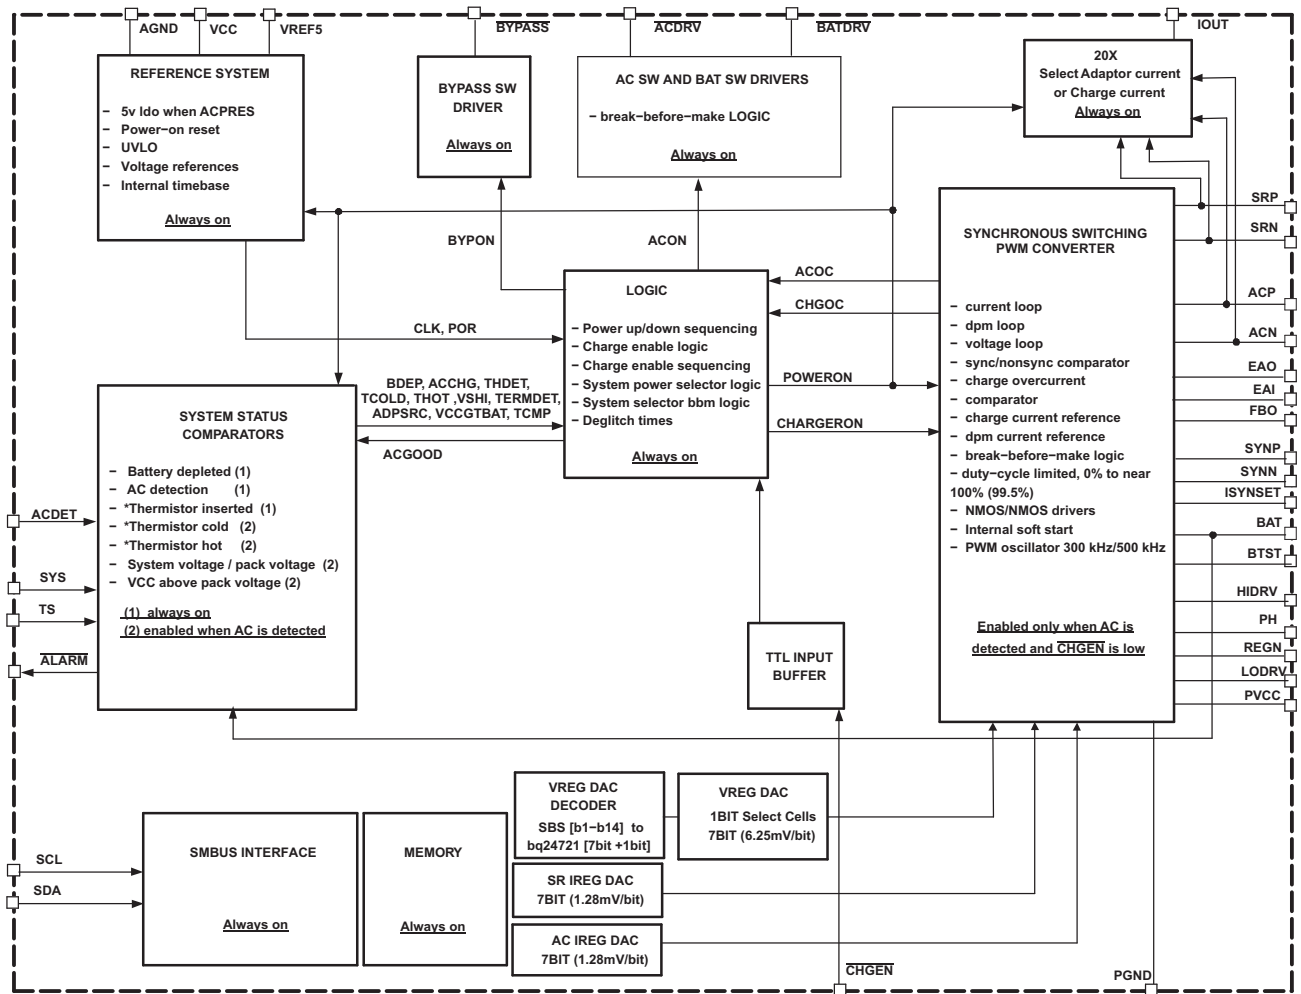 AGND
VCC
VREF5
BYPASS
ACDRV
BATDRV
IOUT
REFERENCE SYSTEM
− 5v ldo when ACPRES
− Power−on reset
− UVLO
− Voltage references
− Internal timebase
Always on
BYPASS SW
DRIVER
Always on
AC SW AND BAT SW DRIVERS
− break−before−make LOGIC
Always on
20X
Select Adaptor current
or Charge current
Always on
BYPON
ACON
CLK, POR
LOGIC
− Power up/down sequencing
− Charge enable logic
− Charge enable sequencing
− System power selector logic
− System selector bbm logic
− Deglitch times
Always on
ACOC
CHGOC
POWERON
CHARGERON
SYNCHRONOUS SWITCHING
PWM CONVERTER
− current loop
− dpm loop
− voltage loop
− sync/nonsync comparator
− charge overcurrent
− comparator
− charge current reference
− dpm current reference
− break−before−make logic
− duty−cycle limited, 0% to near
100% (99.5%)
− NMOS/NMOS drivers
− Internal soft start
− PWM oscillator 300 kHz/500 kHz
Enabled only when AC is
detected and CHGEN is low
SRP
SRN
ACP
ACN
EAO
EAI
FBO
SYNP
SYNN
ISYNSET
BAT
BTST
HIDRV
PH
REGN
LODRV
PVCC
BDEP, ACCHG, THDET,
TCOLD, THOT ,VSHI, TERMDET,
ADPSRC, VCCGTBAT, TCMP
ACGOOD
SYSTEM STATUS
COMPARATORS
− Battery depleted (1)
− AC detection (1)
− *Thermistor inserted (1)
− *Thermistor cold (2)
− *Thermistor hot (2)
− System voltage / pack voltage (2)
− VCC above pack voltage (2)
(1) always on
(2) enabled when AC is detected
ACDET
SYS
TS
ALARM
TTL INPUT
BUFFER
VREG DAC
DECODER
SBS [b1−b14] to
bq24721 [7bit +1bit]
VREG DAC
1BIT Select Cells
7BIT (6.25mV/bit)
SMBUS INTERFACE
Always on
MEMORY
Always on
SR IREG DAC
7BIT (1.28mV/bit)
AC IREG DAC
7BIT (1.28mV/bit)
SCL
SDA
CHGEN
PGND